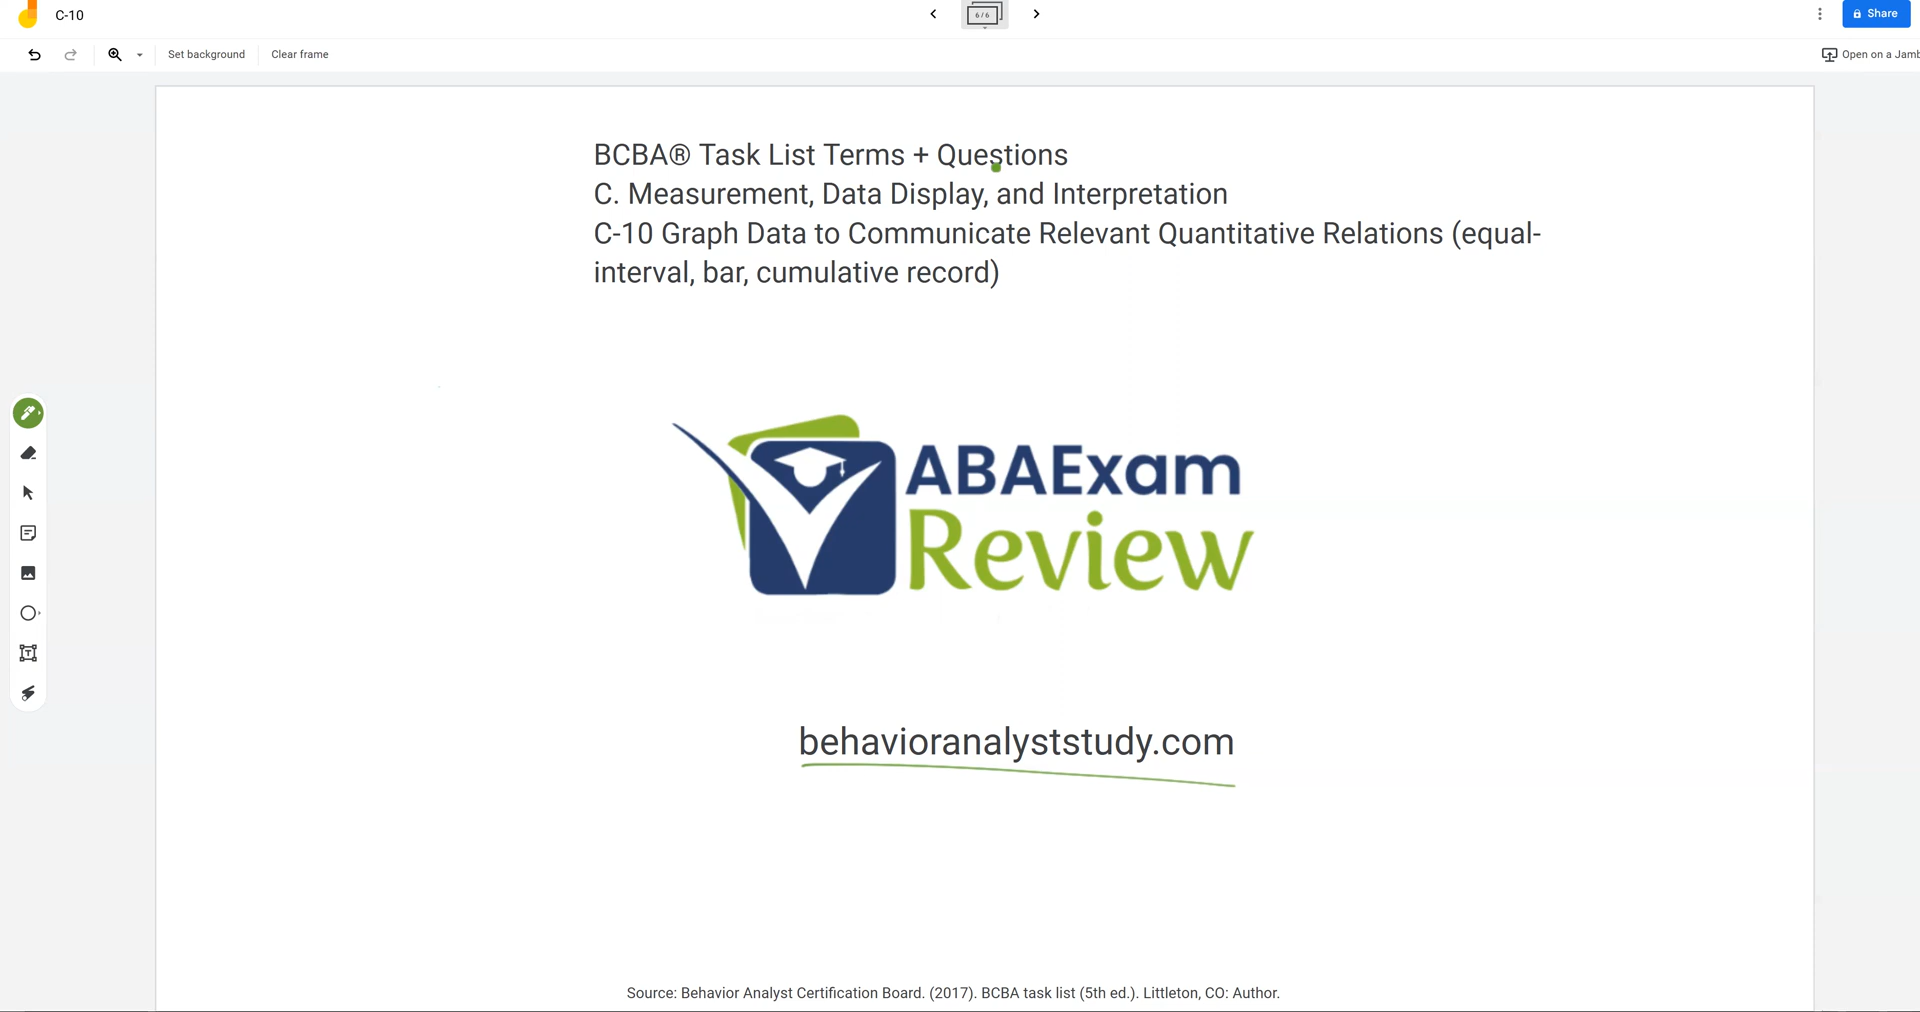 C-10
6 / 6
Share
Set background
Clear frame
Open on a Jamb
BCBA® Task List Terms + Questions
C. Measurement, Data Display, and Interpretation
C-10 Graph Data to Communicate Relevant Quantitative Relations (equal-
interval, bar, cumulative record)
ABAExam
Review
behavioranalyststudy.com
Source: Behavior Analyst Certification Board. (2017). BCBA task list (5th ed.). Littleton, CO: Author.